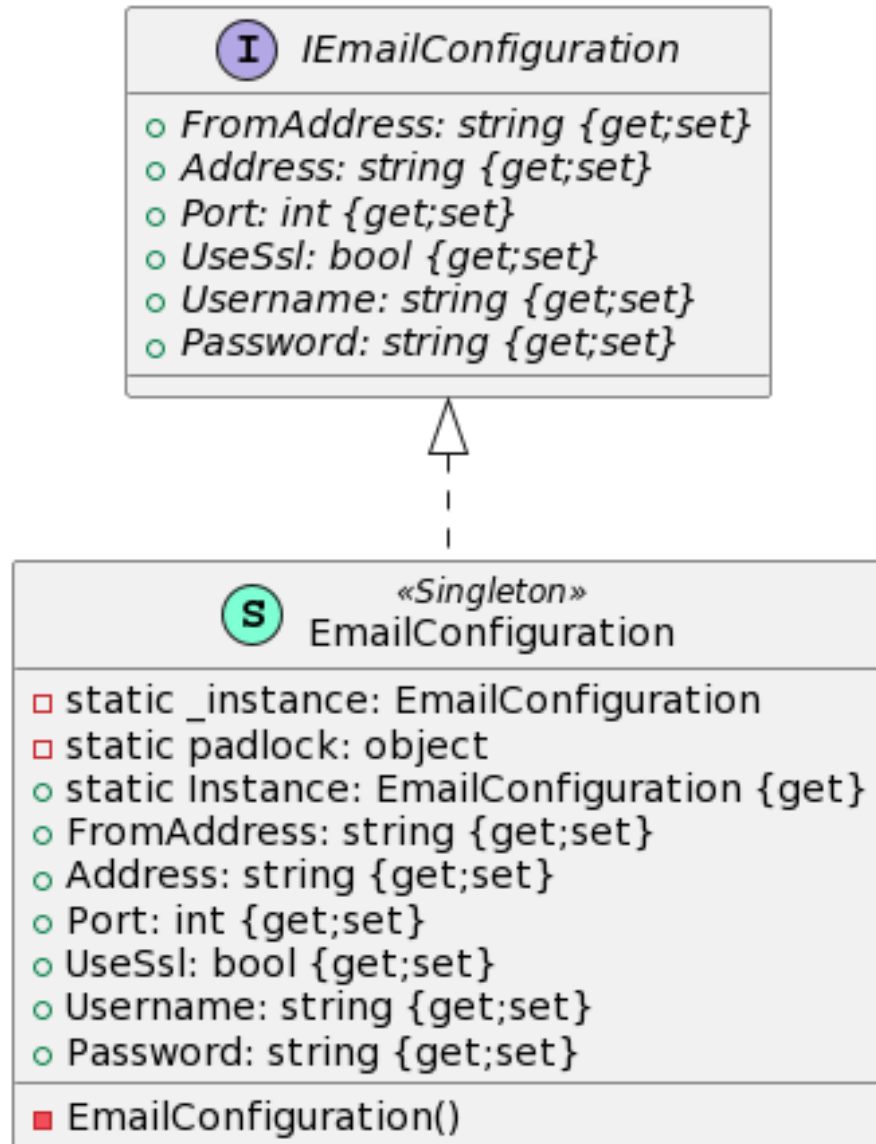 I IEmailConfiguration
FromAddress: string {get;set}
Address: string {get;set}
Port: int {get;set}
UseSsl: bool {get;set}
Username: string {get;set}
Password: string {get;set}
«Singleton»
S EmailConfiguration
static _instance: EmailConfiguration
static padlock: object
static Instance: EmailConfiguration {get}
FromAddress: string {get;set}
Address: string {get;set}
Port: int {get;set}
UseSsl: bool {get;set}
Username: string {get;set}
Password: string {get;set}
EmailConfiguration()